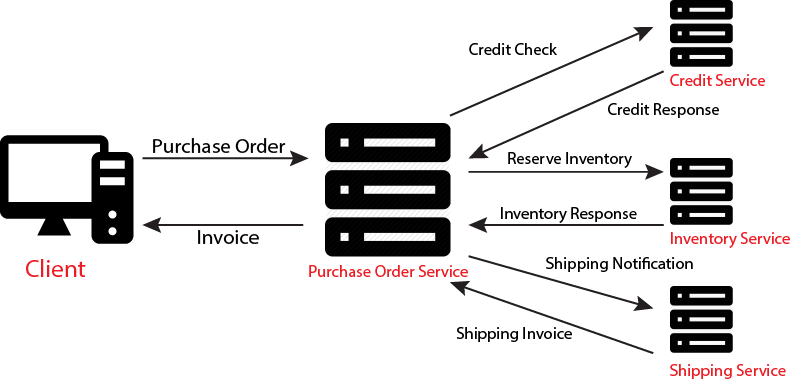 Credit Check
Credit Service
Credit Response
Purchase Order
Reserve Inventory
Inventory Response
Invoice
Inventory Service
Client
Purchase Order Service
Shipping Notification
Shipping Invoice
Shipping Service